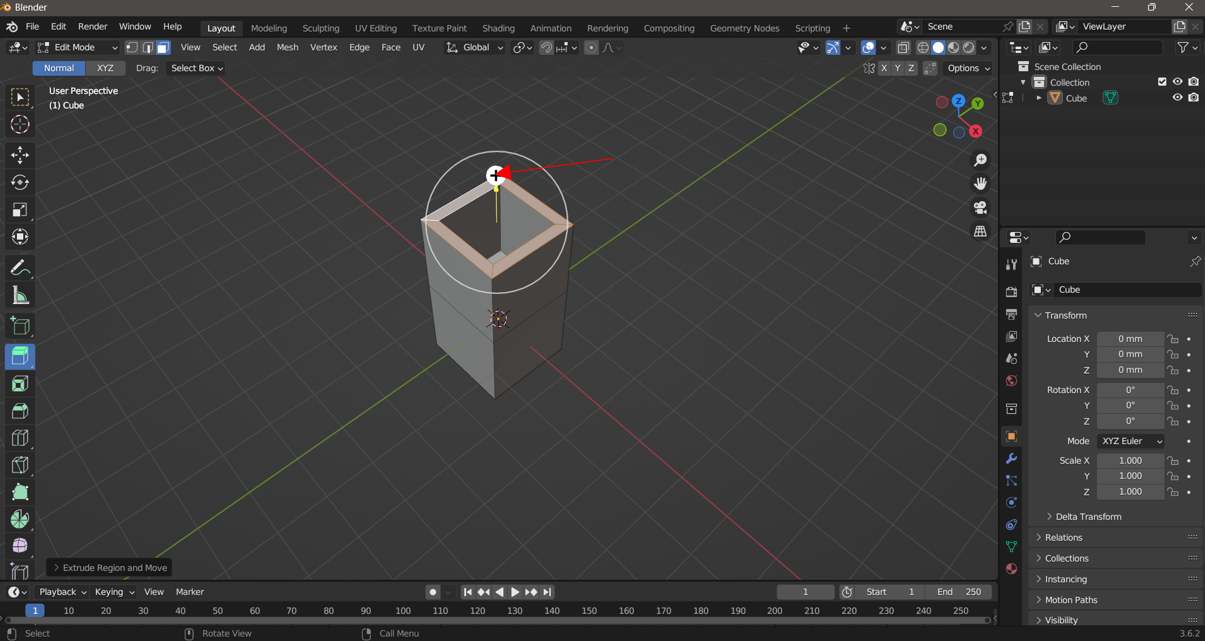 Blender
File Edit Render Window Help Layout Modeling Sculpting UV Editing Texture Paint Shading Animation Rendering Compositing Geometry Nodes Scripting + Scene ViewLayer
Edit Mode View Select Add Mesh Vertex Edge Face UV Global
Normal XYZ Drag: Select Box X Y Z Options
User Perspective
(1) Cube
Z Y X
Extrude Region and Move
Scene Collection
Collection
Cube
Cube
Cube
Transform
Location X 0 mm
Y 0 mm
Z 0 mm
Rotation X 0°
Y 0°
Z 0°
Mode XYZ Euler
Scale X 1.000
Y 1.000
Z 1.000
Delta Transform
Relations
Collections
Instancing
Motion Paths
Visibility
Playback Keying View Marker 1 Start 1 End 250
1 10 20 30 40 50 60 70 80 90 100 110 120 130 140 150 160 170 180 190 200 210 220 230 240 250
Select Rotate View Call Menu 3.6.2